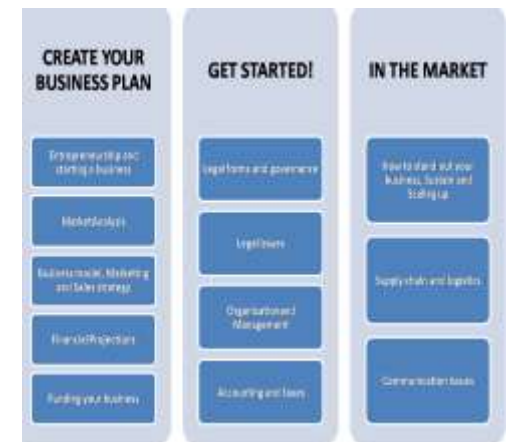 CREATE YOUR
BUSINESS PLAN
Entrepreneurship and
starting a business
Market Analysis
Business model, Marketing
and Sales strategy
Financial Projections
Funding your business
GET STARTED!
Legal forms and governance
Legal Issues
Organisation and
Management
Accounting and taxes
IN THE MARKET
How to stand out your
Business, Sustain and
Scaling up
Supply chain and logistics
Communication Issues